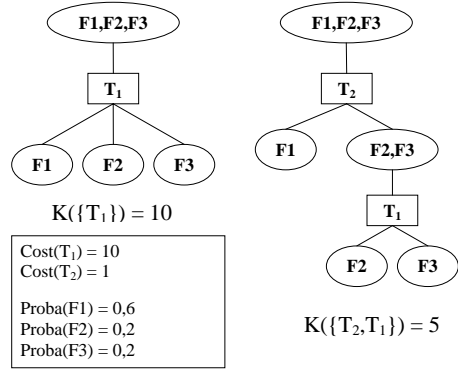 F1,F2,F3
T1
F1 F2 F3
K({T1}) = 10
Cost(T1) = 10
Cost(T2) = 1
Proba(F1) = 0,6
Proba(F2) = 0,2
Proba(F3) = 0,2
F1,F2,F3
T2
F1 F2,F3
T1
F2 F3
K({T2,T1}) = 5